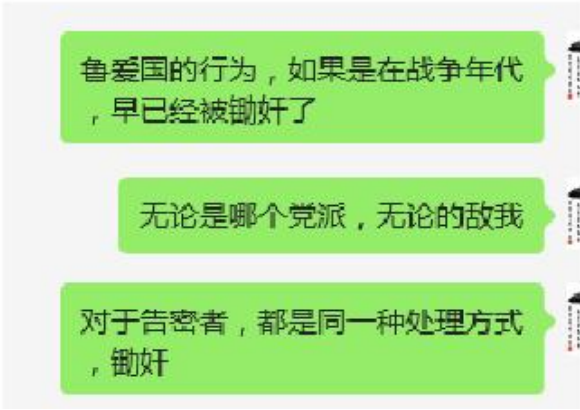 鲁爱国的行为，如果是在战争年代
，早已经被锄奸了
无论是哪个党派，无论的敌我
对于告密者，都是同一种处理方式
，锄奸